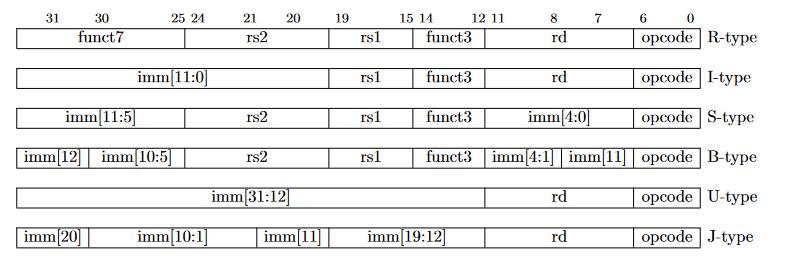 31 30 25 24 21 20 19 15 14 12 11 8 7 6 0
funct7 rs2 rs1 funct3 rd opcode R-type
imm[11:0] rs1 funct3 rd opcode I-type
imm[11:5] rs2 rs1 funct3 imm[4:0] opcode S-type
imm[12] imm[10:5] rs2 rs1 funct3 imm[4:1] imm[11] opcode B-type
imm[31:12] rd opcode U-type
imm[20] imm[10:1] imm[11] imm[19:12] rd opcode J-type